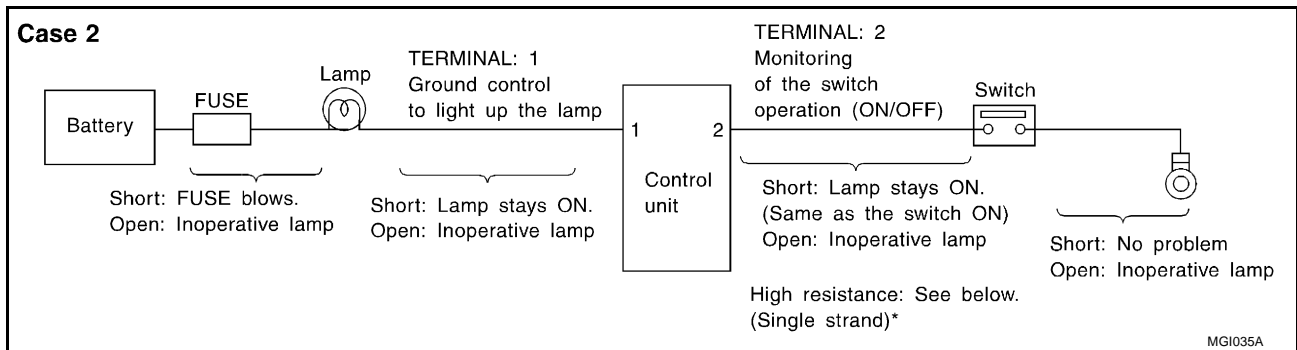 Case 2
Battery
FUSE
Lamp
TERMINAL: 1
Ground control
to light up the lamp
1
2
Control
unit
TERMINAL: 2
Monitoring
of the switch
operation (ON/OFF)
Switch
Short: FUSE blows.
Open: Inoperative lamp
Short: Lamp stays ON.
Open: Inoperative lamp
Short: Lamp stays ON.
(Same as the switch ON)
Open: Inoperative lamp
High resistance: See below.
(Single strand)*
Short: No problem
Open: Inoperative lamp
MGI035A